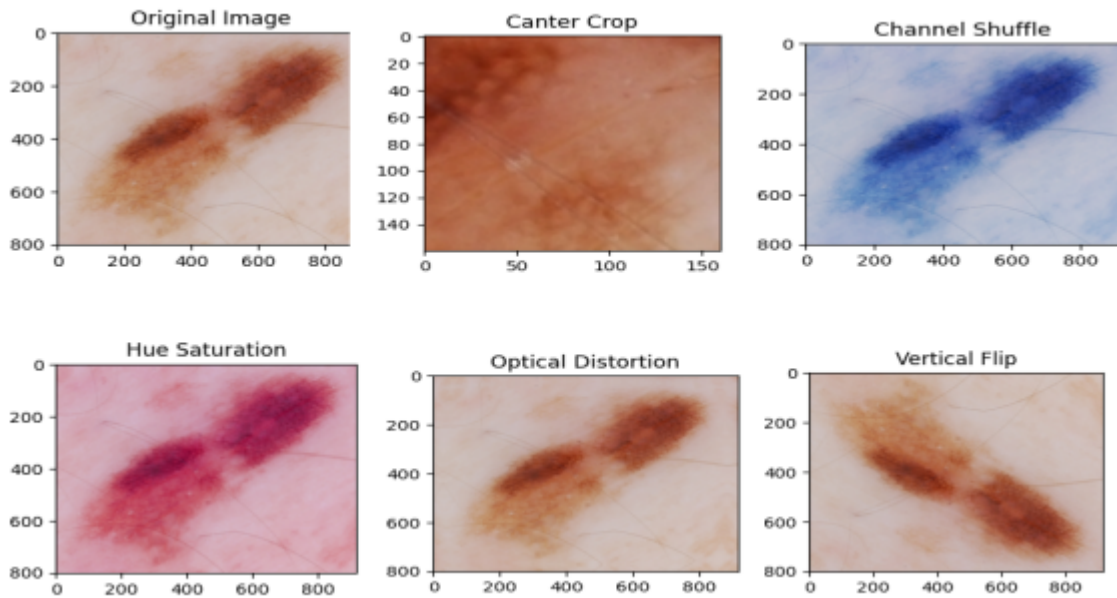 Original Image
0
200
400
600
800
0 200 400 600 800
Canter Crop
0
20
40
60
80
100
120
140
0 50 100 150
Channel Shuffle
0
200
400
600
800
0 200 400 600 800
Hue Saturation
0
200
400
600
800
0 200 400 600 800
Optical Distortion
0
200
400
600
800
0 200 400 600 800
Vertical Flip
0
200
400
600
800
0 200 400 600 800